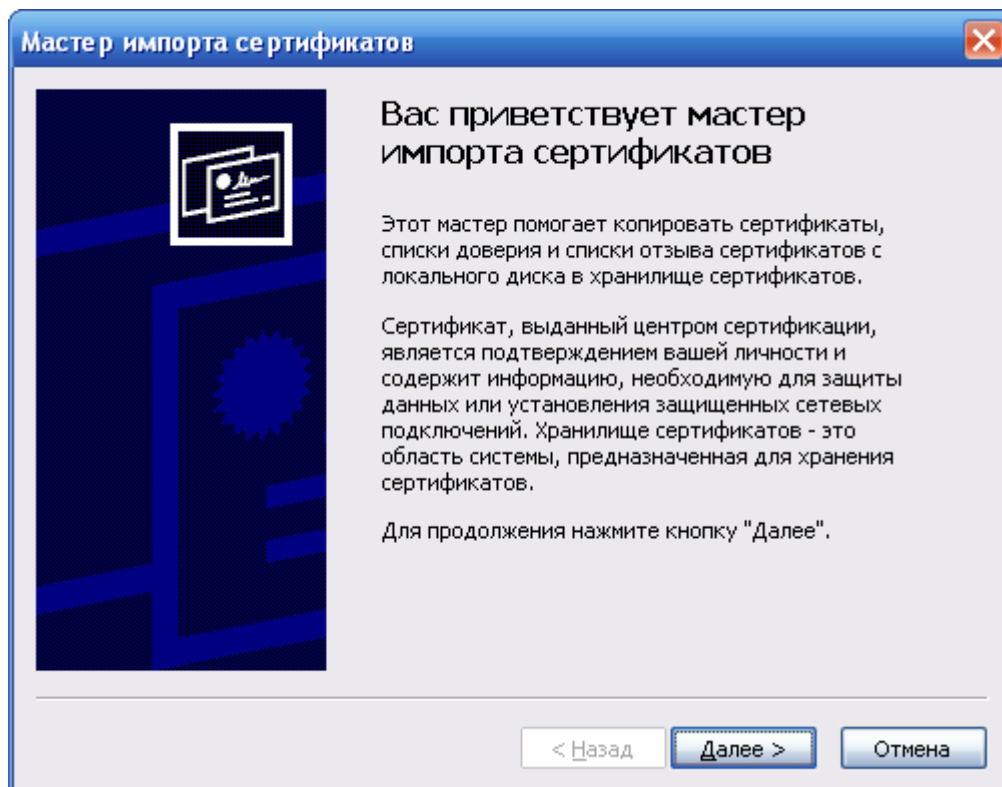 Мастер импорта сертификатов
Вас приветствует мастер
импорта сертификатов
Этот мастер помогает копировать сертификаты,
списки доверия и списки отзыва сертификатов с
локального диска в хранилище сертификатов.
Сертификат, выданный центром сертификации,
является подтверждением вашей личности и
содержит информацию, необходимую для защиты
данных или установления защищенных сетевых
подключений. Хранилище сертификатов - это
область системы, предназначенная для хранения
сертификатов.
Для продолжения нажмите кнопку "Далее".
< Назад Далее > Отмена